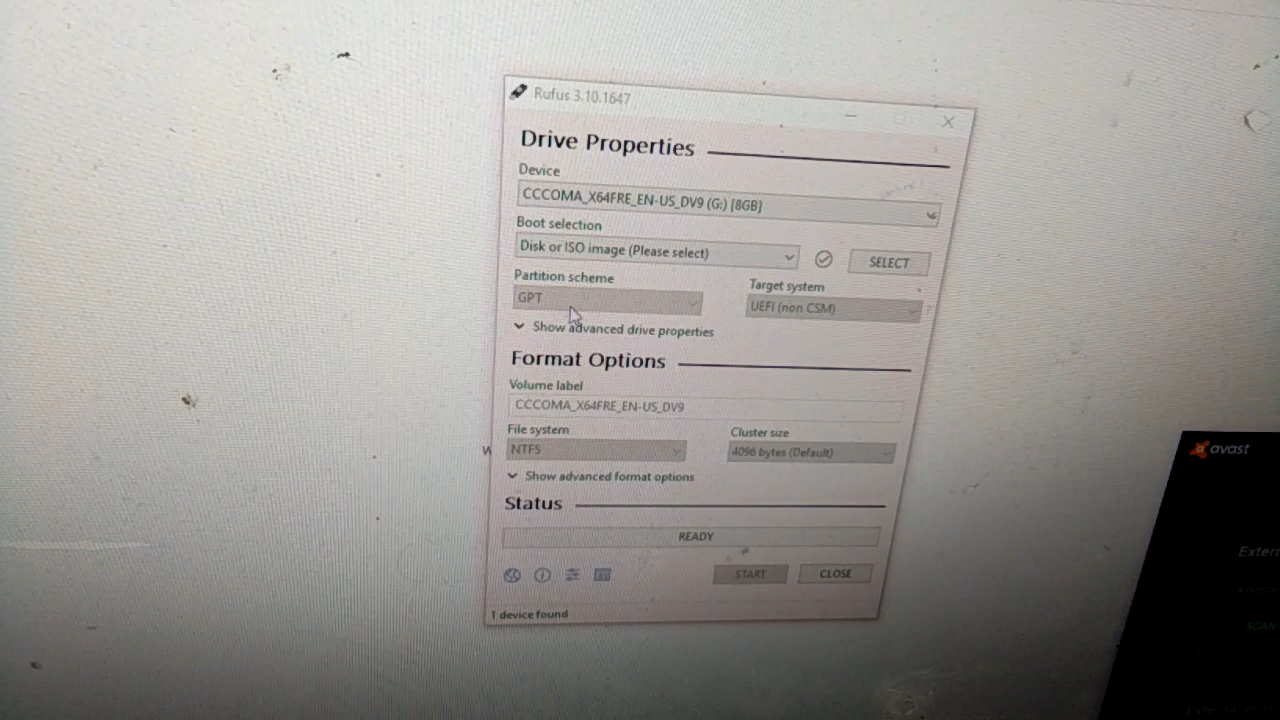 Rufus 3.10.1647
Drive Properties
Device
CCCOMA_X64FRE_EN-US_DV9 (G:) [8GB]
Boot selection
Disk or ISO image (Please select)
SELECT
Partition scheme
Target system
GPT
UEFI (non CSM)
?
Show advanced drive properties
Format Options
Volume label
CCCOMA_X64FRE_EN-US_DV9
File system
Cluster size
NTFS
4096 bytes (Default)
Show advanced format options
Status
READY
START
CLOSE
1 device found
W
avast